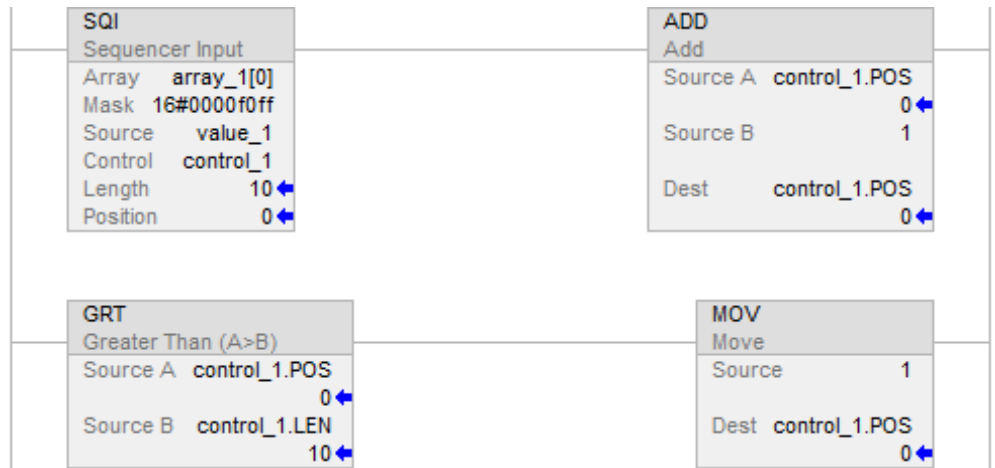 SQI
Sequencer Input
Array array_1[0]
Mask 16#0000f0ff
Source value_1
Control control_1
Length 10
Position 0
ADD
Add
Source A control_1.POS
0
Source B 1
Dest control_1.POS
0
GRT
Greater Than (A>B)
Source A control_1.POS
0
Source B control_1.LEN
10
MOV
Move
Source 1
Dest control_1.POS
0